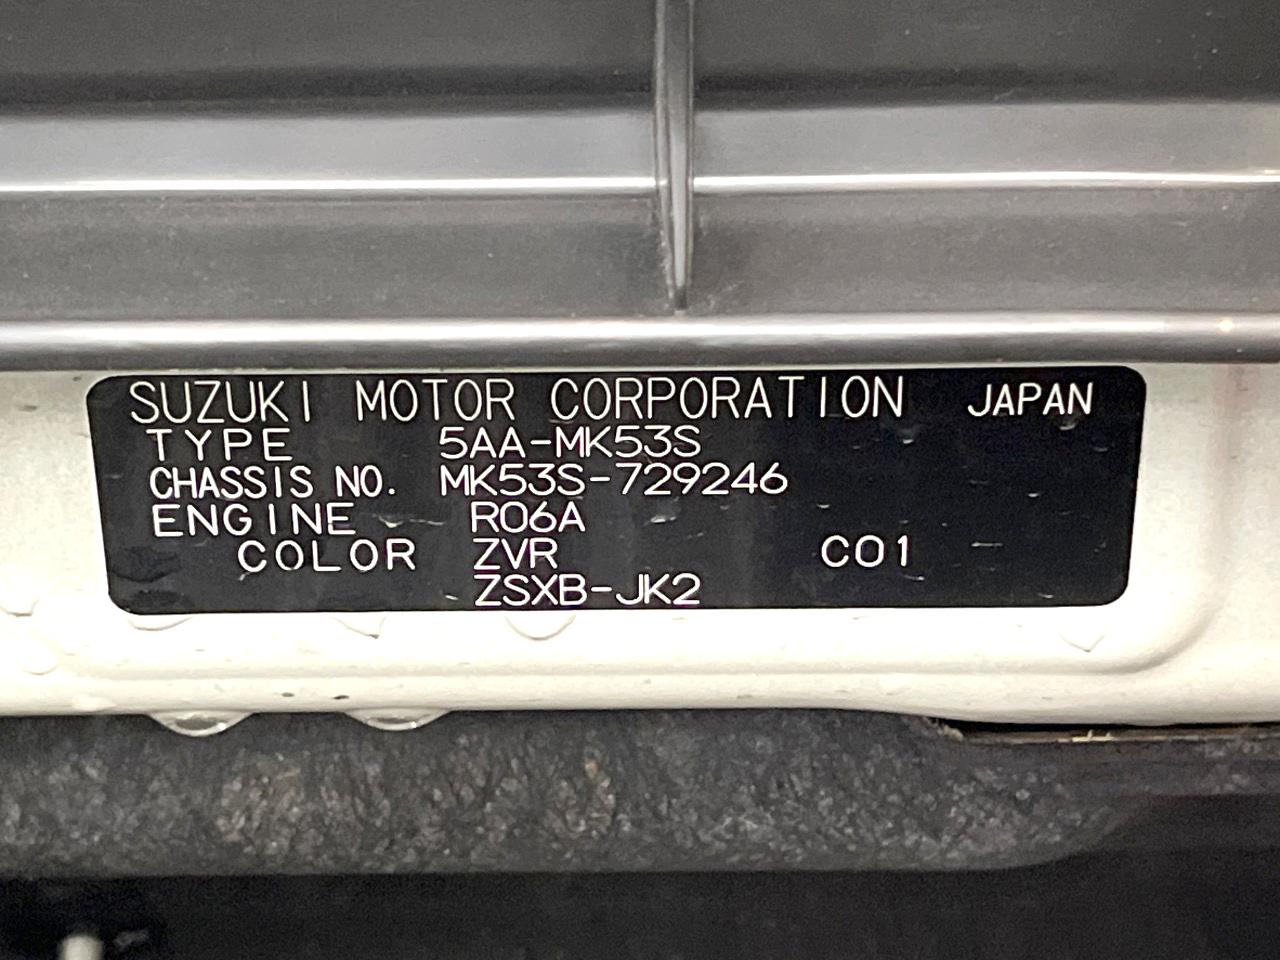 SUZUKI MOTOR CORPORATION JAPAN
TYPE 5AA-MK53S
CHASSIS NO. MK53S-729246
ENGINE R06A
COLOR ZVR C01
ZSXB-JK2